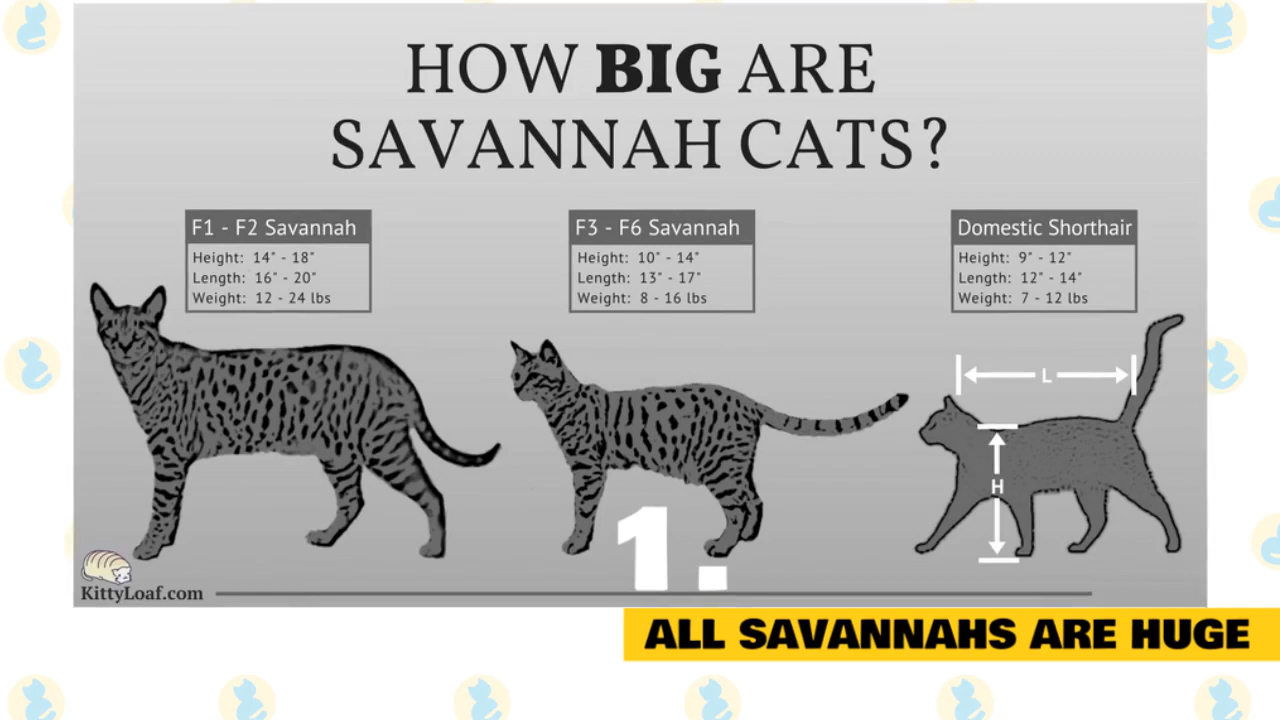 HOW BIG ARE
SAVANNAH CATS?
F1 - F2 Savannah
Height: 14" - 18"
Length: 16" - 20"
Weight: 12 - 24 lbs
F3 - F6 Savannah
Height: 10" - 14"
Length: 13" - 17"
Weight: 8 - 16 lbs
Domestic Shorthair
Height: 9" - 12"
Length: 12" - 14"
Weight: 7 - 12 lbs
L
H
1.
KittyLoaf.com
ALL SAVANNAHS ARE HUGE